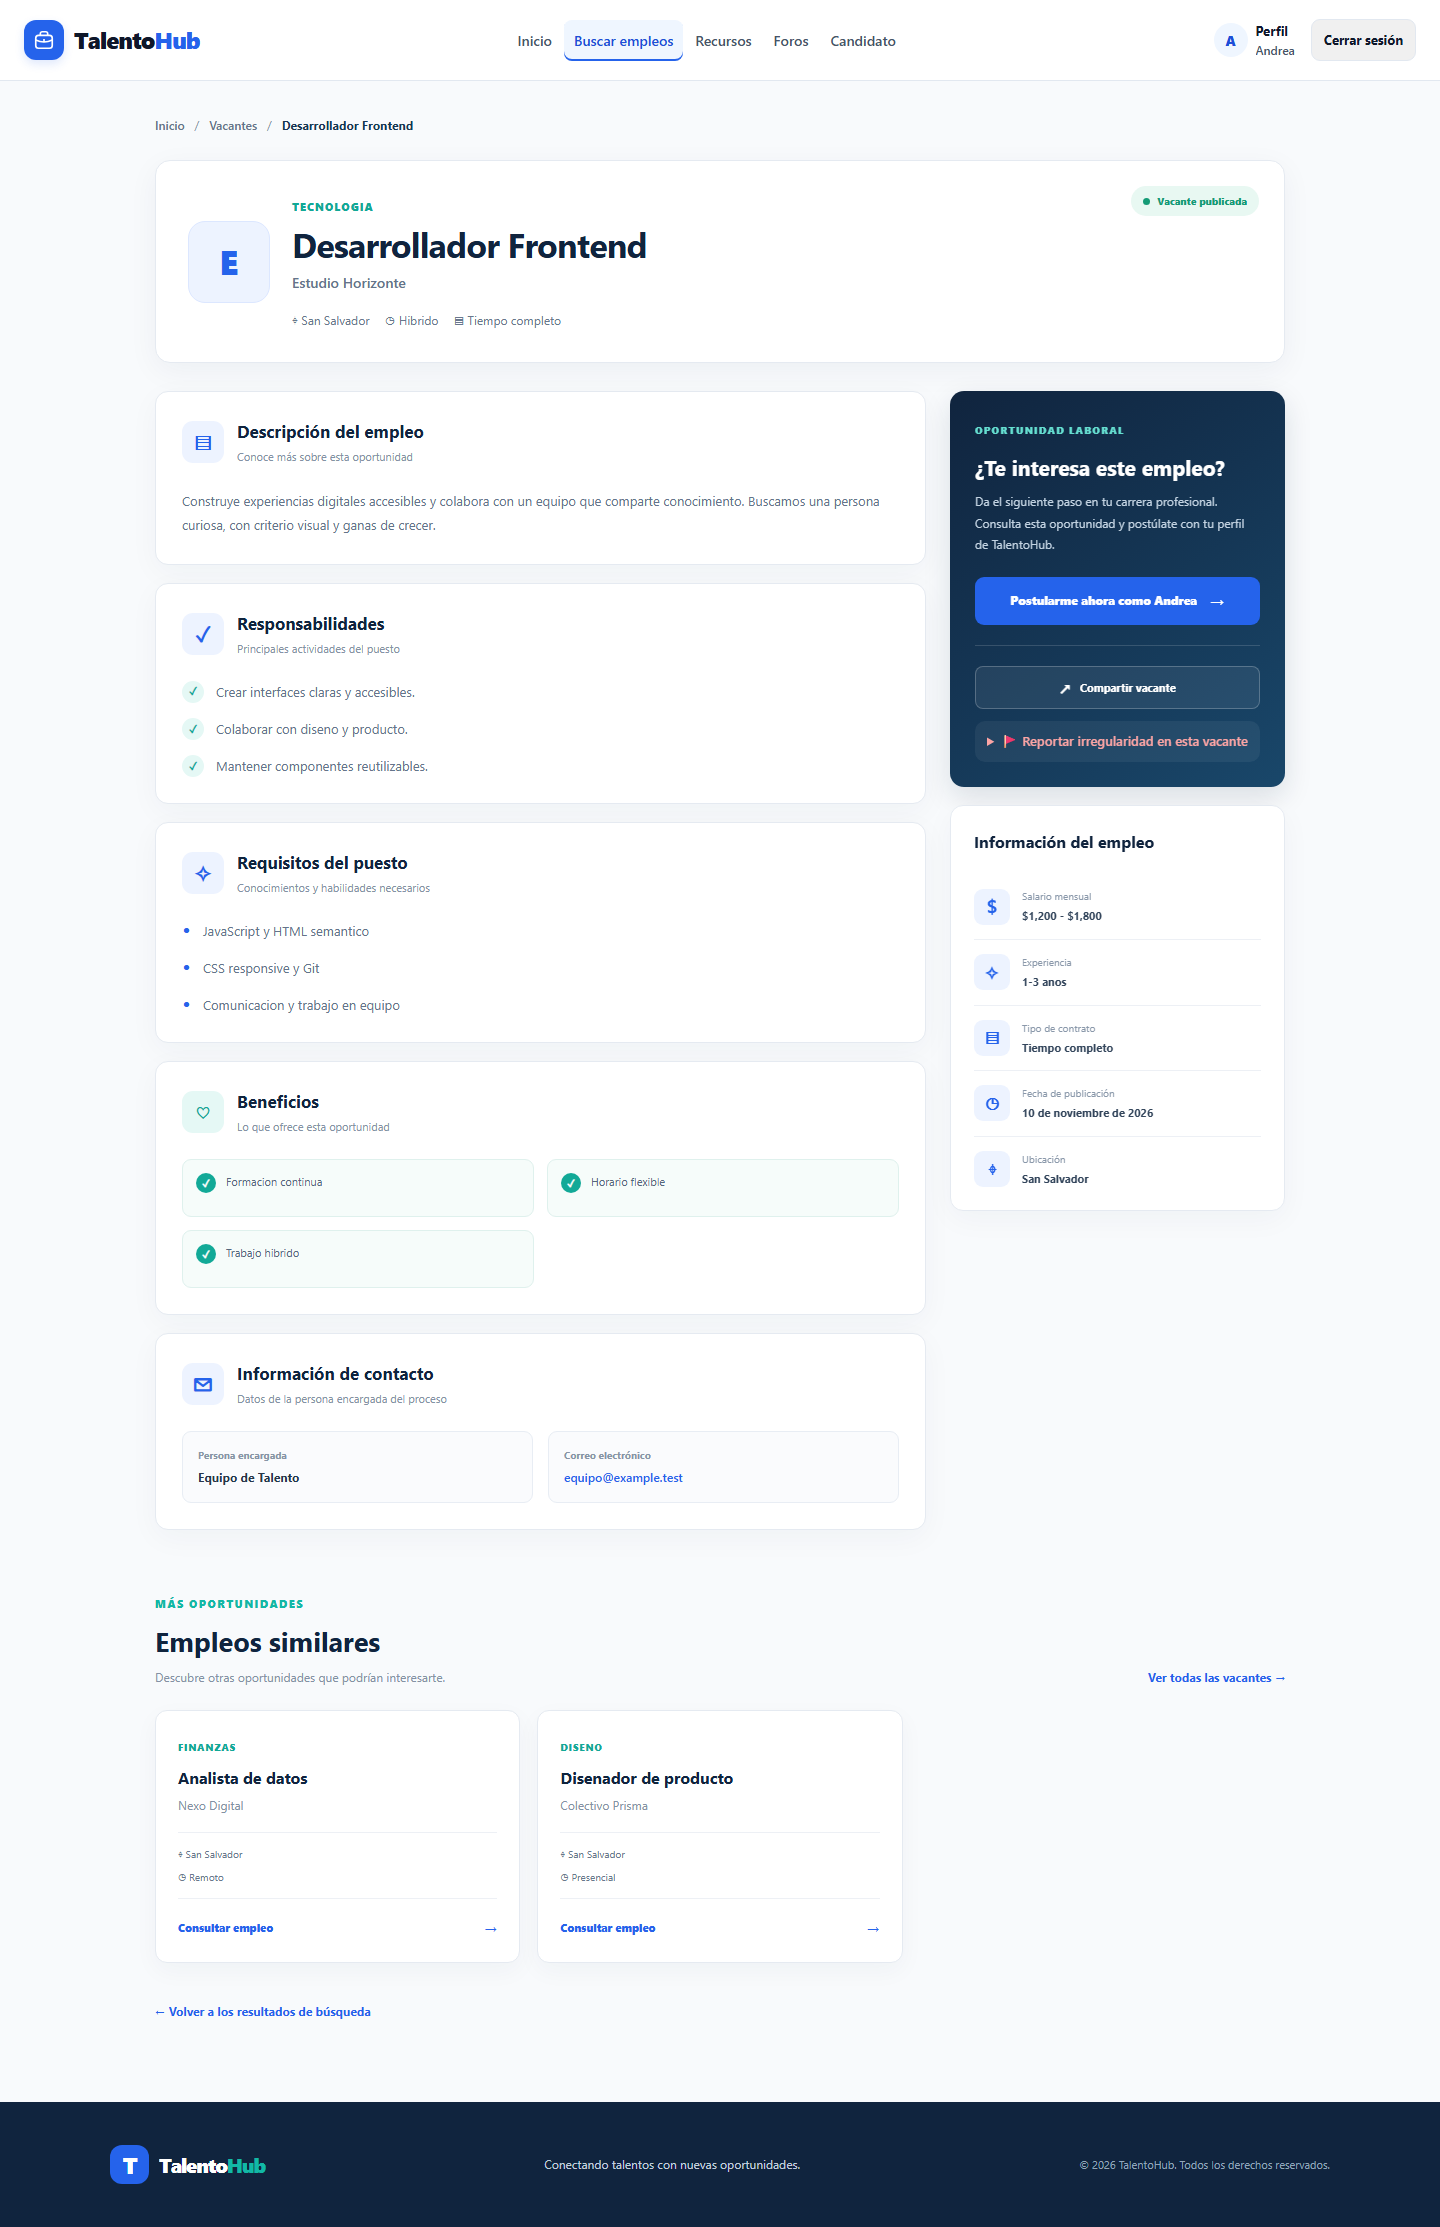 TalentoHub
Inicio
Buscar empleos
Recursos
Foros
Candidato
A
Perfil
Andrea
Cerrar sesión
Inicio / Vacantes / Desarrollador Frontend
TECNOLOGIA
Vacante publicada
E
Desarrollador Frontend
Estudio Horizonte
San Salvador
Hibrido
Tiempo completo
Descripción del empleo
Conoce más sobre esta oportunidad
Construye experiencias digitales accesibles y colabora con un equipo que comparte conocimiento. Buscamos una persona
curiosa, con criterio visual y ganas de crecer.
Responsabilidades
Principales actividades del puesto
Crear interfaces claras y accesibles.
Colaborar con diseno y producto.
Mantener componentes reutilizables.
Requisitos del puesto
Conocimientos y habilidades necesarios
JavaScript y HTML semantico
CSS responsive y Git
Comunicacion y trabajo en equipo
Beneficios
Lo que ofrece esta oportunidad
Formacion continua
Horario flexible
Trabajo hibrido
Información de contacto
Datos de la persona encargada del proceso
Persona encargada
Equipo de Talento
Correo electrónico
equipo@example.test
OPORTUNIDAD LABORAL
¿Te interesa este empleo?
Da el siguiente paso en tu carrera profesional.
Consulta esta oportunidad y postúlate con tu perfil
de TalentoHub.
Postularme ahora como Andrea →
↗ Compartir vacante
▶ 🚩 Reportar irregularidad en esta vacante
Información del empleo
$
Salario mensual
$1,200 - $1,800
Experiencia
1-3 anos
Tipo de contrato
Tiempo completo
Fecha de publicación
10 de noviembre de 2026
Ubicación
San Salvador
MÁS OPORTUNIDADES
Empleos similares
Descubre otras oportunidades que podrían interesarte.
Ver todas las vacantes →
FINANZAS
Analista de datos
Nexo Digital
San Salvador
Remoto
Consultar empleo →
DISENO
Disenador de producto
Colectivo Prisma
San Salvador
Presencial
Consultar empleo →
← Volver a los resultados de búsqueda
T
TalentoHub
Conectando talentos con nuevas oportunidades.
© 2026 TalentoHub. Todos los derechos reservados.